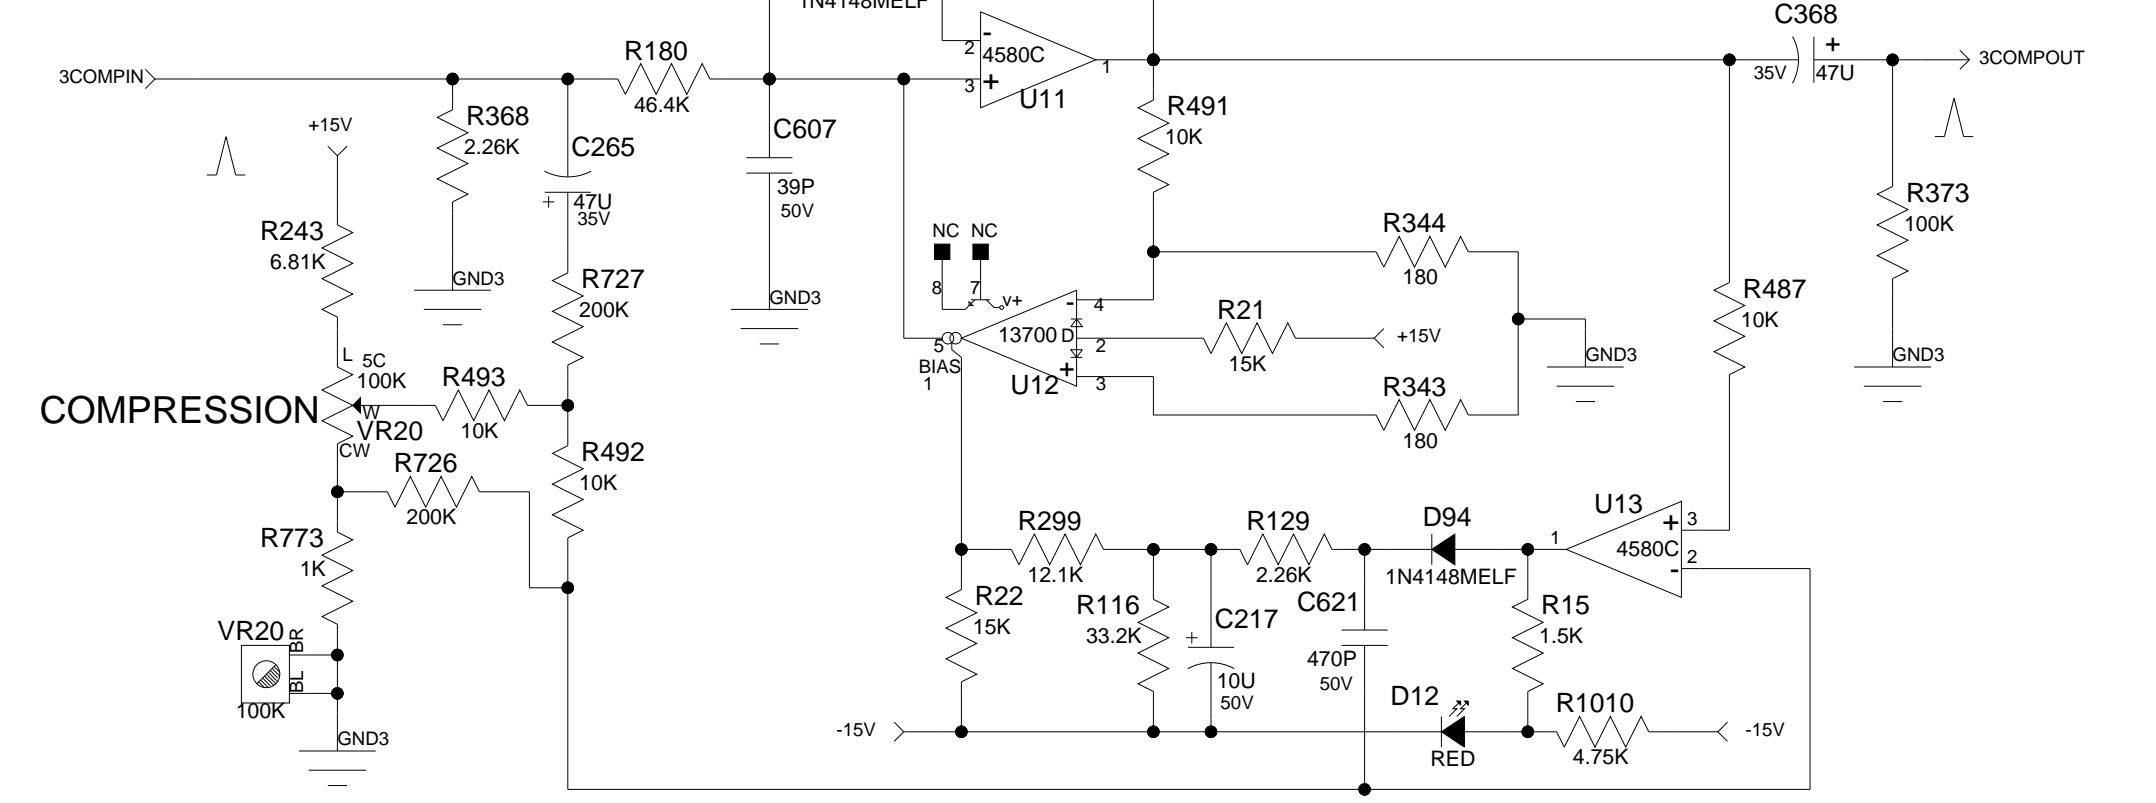 1N4148MELF
C368
+
35V
47U
3COMPOUT
3COMPIN
R180
46.4K
-
2
4580C
1
3
+
U11
R368
2.26K
+15V
C265
+
47U
35V
C607
39P
50V
R491
10K
R373
100K
R243
6.81K
GND3
R727
200K
GND3
NC
NC
8
7
V+
R344
180
-
4
13700
D
2
5
BIAS
1
U12
+
3
R21
15K
+15V
GND3
R343
180
R487
10K
GND3
L
5C
100K
COMPRESSION
W
VR20
CW
R493
10K
R726
200K
R492
10K
R773
1K
VR20
BR
BL
100K
GND3
R299
12.1K
R129
2.26K
D94
1N4148MELF
1
U13
+
3
4580C
2
-
R22
15K
R116
33.2K
C217
+
10U
50V
C621
470P
50V
R15
1.5K
D12
RED
R1010
4.75K
-15V
-15V